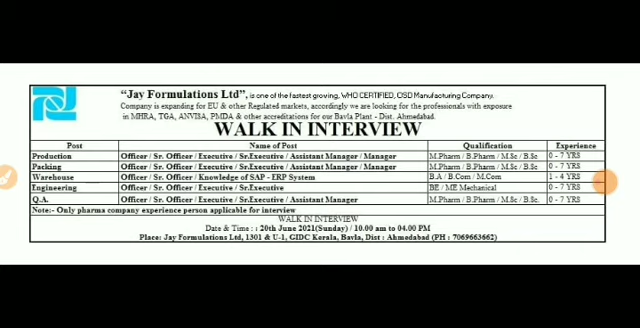 "Jay Formulations Ltd", is one of the fastest growing, WHO CERTIFIED, OSD Manufacturing Company.
Company is expanding for EU & other Regulated markets, accordingly we are looking for the professionals with exposure
in MHRA, TGA, ANVISA, PMDA & other accreditations for our Bavla Plant - Dist. Ahmedabad.
WALK IN INTERVIEW
Post Name of Post Qualification Experience
Production Officer / Sr. Officer / Executive / Sr.Executive / Assistant Manager / Manager M.Pharm / B.Pharm / M.Sc / B.Sc 0 - 7 YRS
Packing Officer / Sr. Officer / Executive / Sr.Executive / Assistant Manager / Manager M.Pharm / B.Pharm / M.Sc / B.Sc 0 - 7 YRS
Warehouse Officer / Sr. Officer / Knowledge of SAP - ERP System B.A / B.Com / M.Com 1 - 4 YRS
Engineering Officer / Sr. Officer / Executive / Sr.Executive BE / ME Mechanical 0 - 7 YRS
Q.A. Officer / Sr. Officer / Executive / Sr.Executive / Assistant Manager M.Pharm / B.Pharm / M.Sc / B.Sc. 0 - 7 YRS
Note:- Only pharma company experience person applicable for interview
WALK IN INTERVIEW
Date & Time : : 20th June 2021(Sunday) / 10.00 am to 04.00 PM
Place: Jay Formulations Ltd, 1301 & U-1, GIDC Kerala, Bavla, Dist : Ahmedabad (PH : 7069663662)